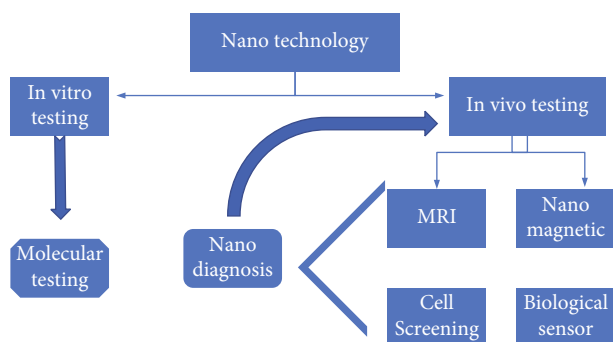 Nano technology
In vitro
testing
In vivo testing
MRI
Nano
magnetic
Molecular
testing
Nano
diagnosis
Cell
Screening
Biological
sensor